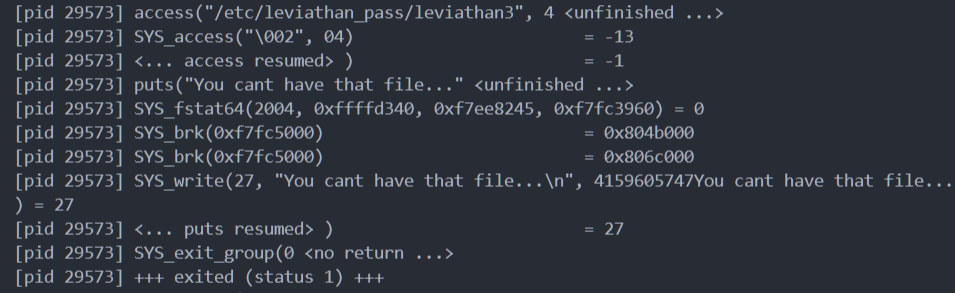 [pid 29573] access("/etc/leviathan_pass/leviathan3", 4 <unfinished ...>
[pid 29573] SYS_access("\002", 04) = -13
[pid 29573] <... access resumed> ) = -1
[pid 29573] puts("You cant have that file..." <unfinished ...>
[pid 29573] SYS_fstat64(2004, 0xffffd340, 0xf7ee8245, 0xf7fc3960) = 0
[pid 29573] SYS_brk(0xf7fc5000) = 0x804b000
[pid 29573] SYS_brk(0xf7fc5000) = 0x806c000
[pid 29573] SYS_write(27, "You cant have that file...\n", 4159605747You cant have that file...
) = 27
[pid 29573] <... puts resumed> ) = 27
[pid 29573] SYS_exit_group(0 <no return ...>
[pid 29573] +++ exited (status 1) +++